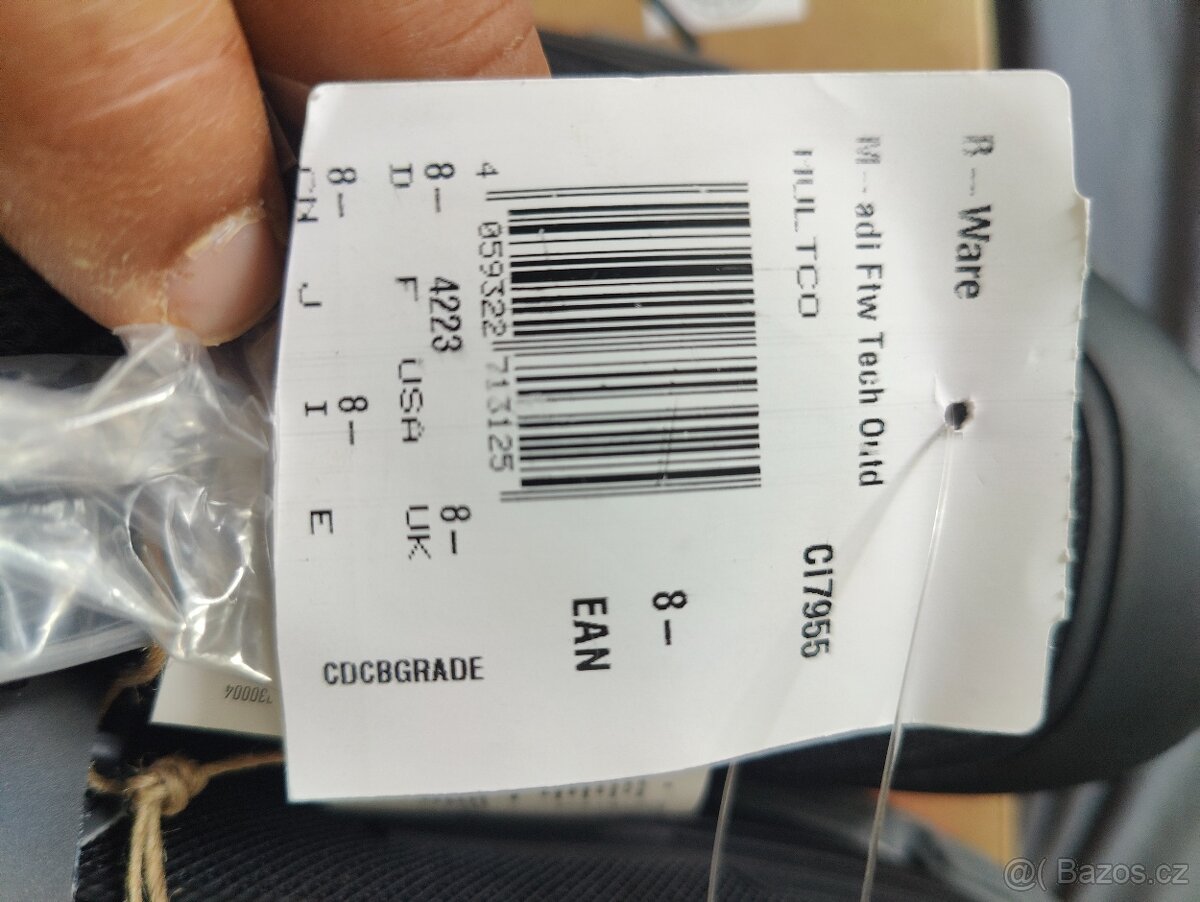 B--Ware
M--adi Ftw Tech Outd
MULTCO CI7955
8-
EAN
4 059322 713125
8- 4223 8-
D F USA UK
8- 8-
CN J I E
CDCBGRADE
730004
@( Bazos.cz